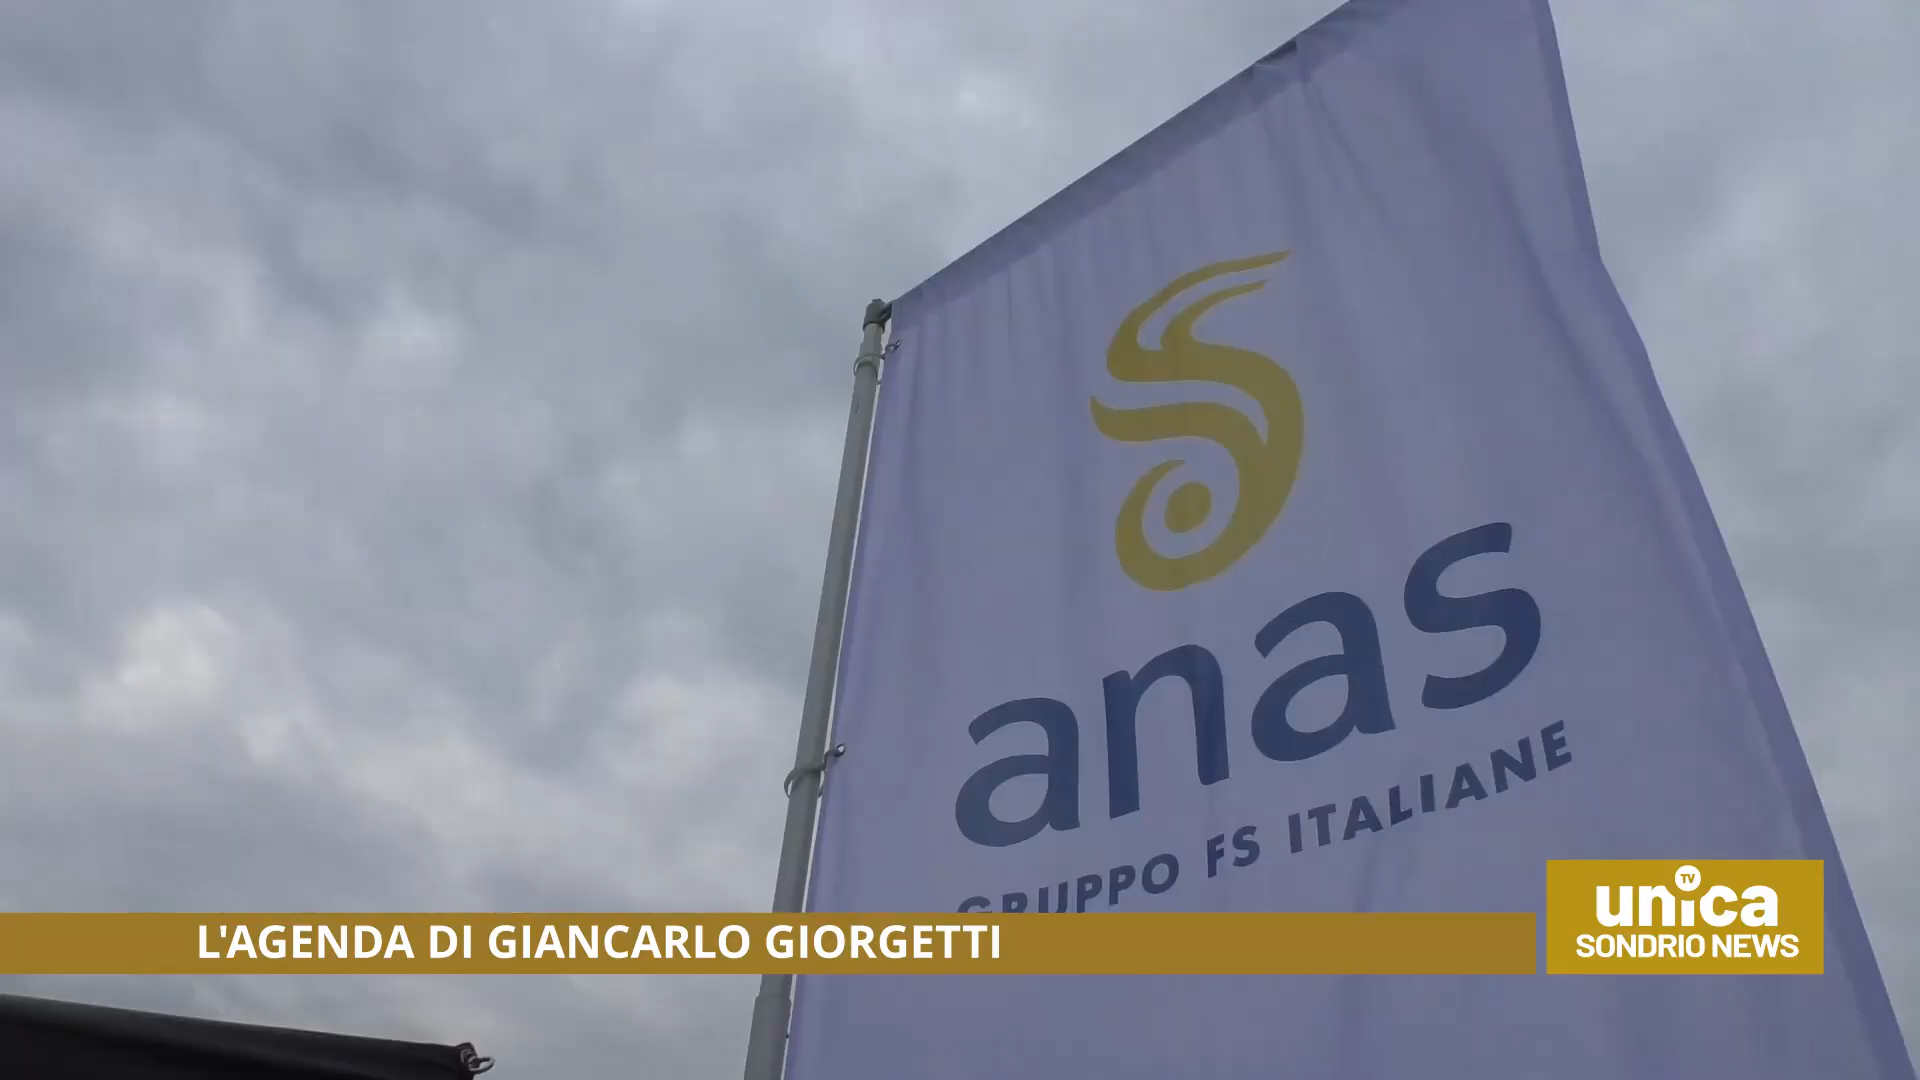 anas
GRUPPO FS ITALIANE
L'AGENDA DI GIANCARLO GIORGETTI
unica
TV
SONDRIO NEWS